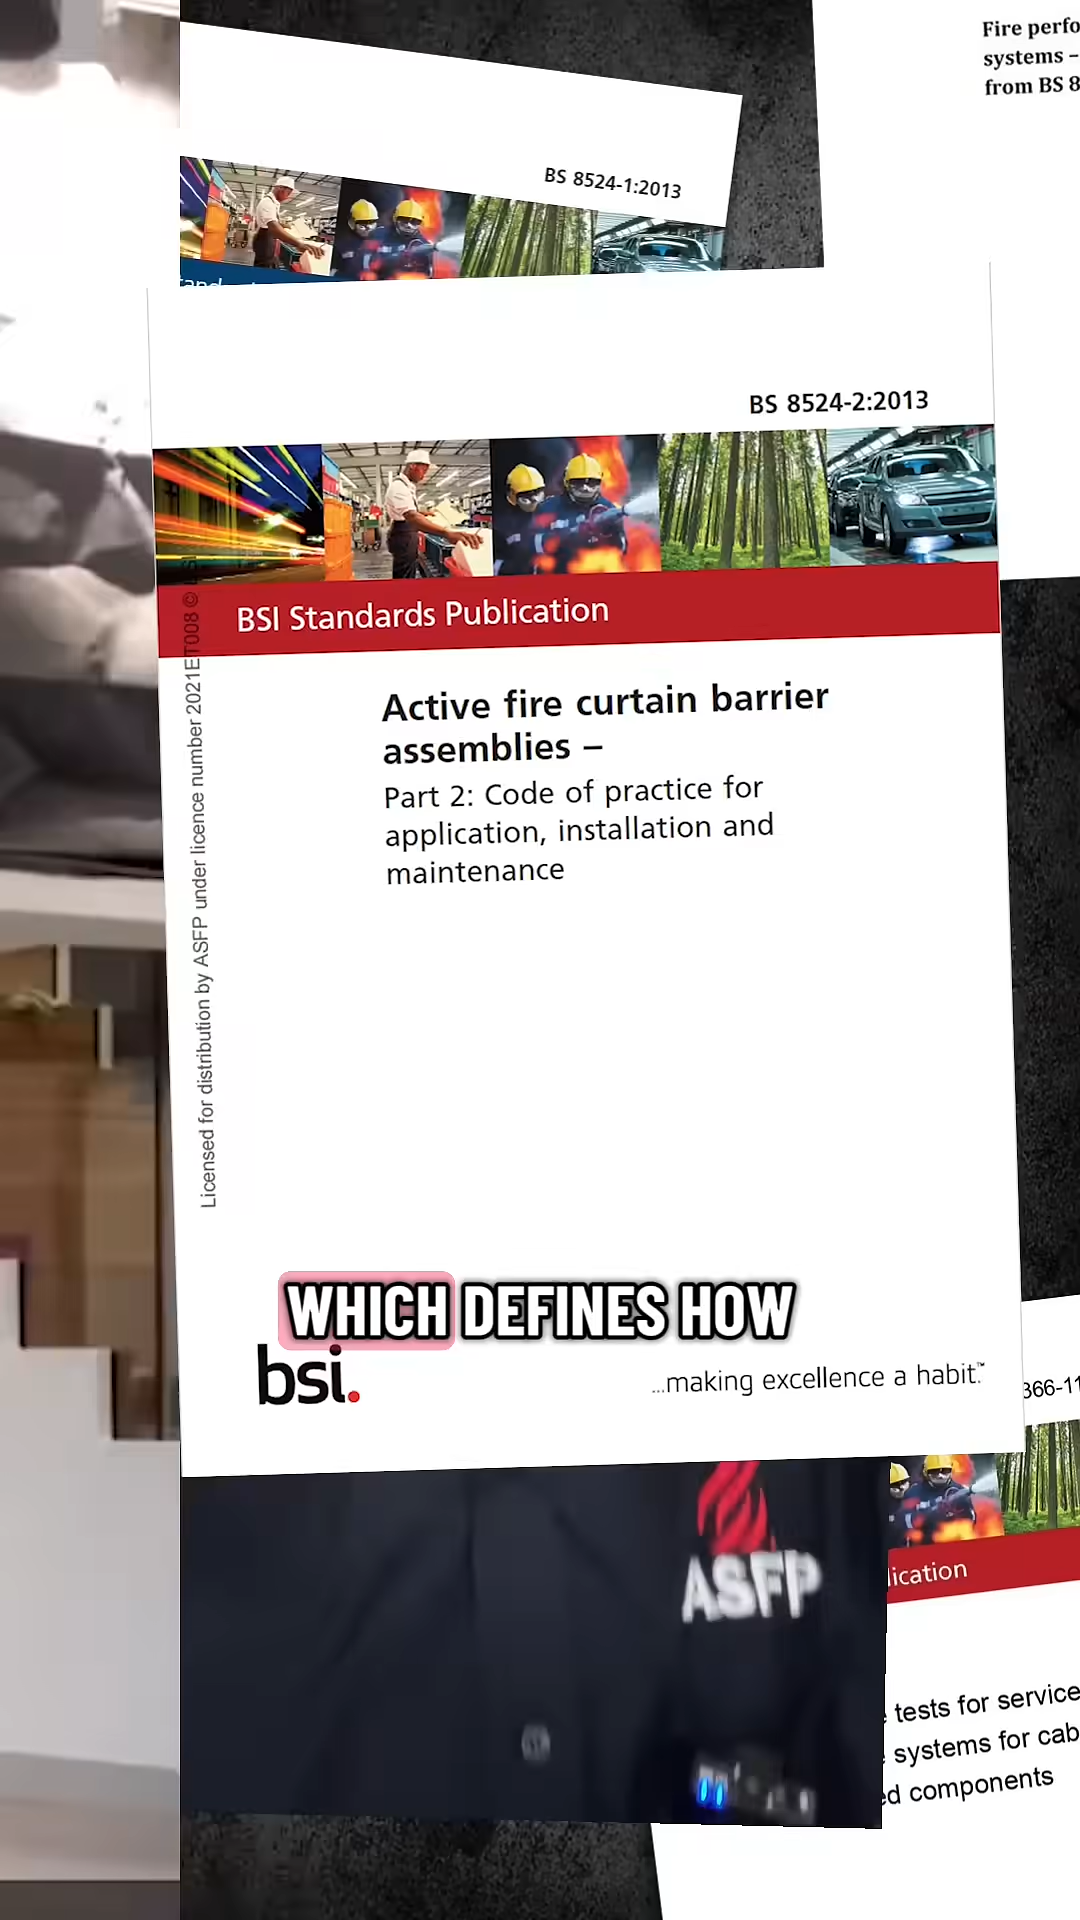 Fire perfo
systems –
from BS 8
BS 8524-1:2013
BS 8524-2:2013
BSI Standards Publication
Active fire curtain barrier
assemblies –
Part 2: Code of practice for
application, installation and
maintenance
Licensed for distribution by ASFP under licence number 2021ET008 ©
WHICH DEFINES HOW
bsi.
...making excellence a habit.™
366-11
ication
ASFP
tests for service
systems for cab
ed components